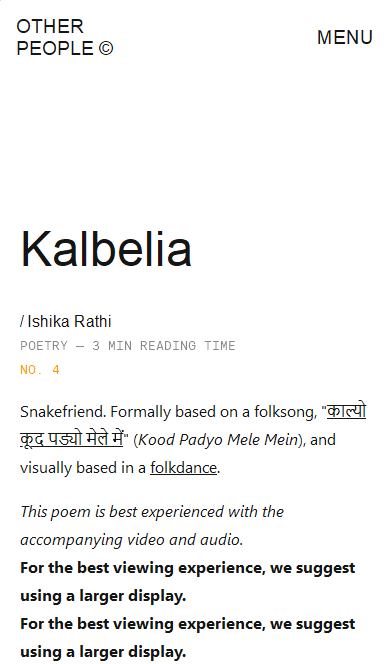 OTHER
PEOPLE ©
MENU
Kalbelia
/ Ishika Rathi
POETRY — 3 MIN READING TIME
NO. 4
Snakefriend. Formally based on a folksong, "काल्यो
कूद पड्यो मेले में" (Kood Padyo Mele Mein), and
visually based in a folkdance.
This poem is best experienced with the
accompanying video and audio.
For the best viewing experience, we suggest
using a larger display.
For the best viewing experience, we suggest
using a larger display.